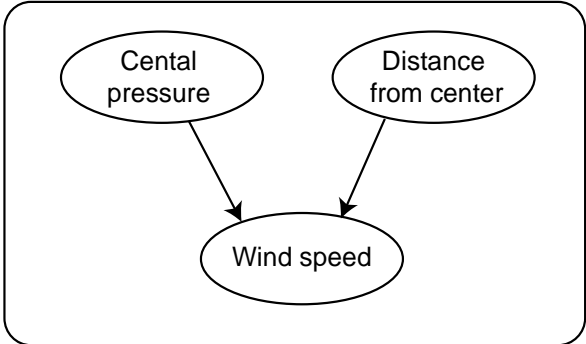 Cental
pressure
Distance
from center
Wind speed